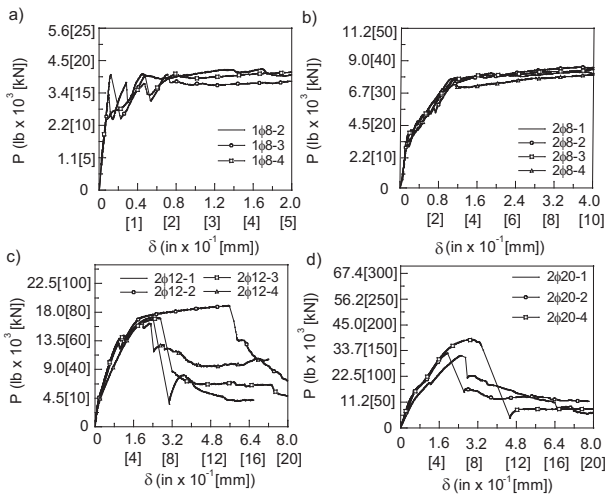 a)
P (lb x 10³ [kN])
5.6[25]
4.5[20]
3.4[15]
2.2[10]
1.1[5]
0
1ϕ8-2
1ϕ8-3
1ϕ8-4
0 0.4 0.8 1.2 1.6 2.0
[1] [2] [3] [4] [5]
δ (in x 10⁻¹ [mm])
b)
P (lb x 10³ [kN])
11.2[50]
9.0[40]
6.7[30]
4.5[20]
2.2[10]
0
2ϕ8-1
2ϕ8-2
2ϕ8-3
2ϕ8-4
0 0.8 1.6 2.4 3.2 4.0
[2] [4] [6] [8] [10]
δ (in x 10⁻¹ [mm])
c)
P (lb x 10³ [kN])
22.5[100]
18.0[80]
13.5[60]
9.0[40]
4.5[10]
0
2ϕ12-1 2ϕ12-3
2ϕ12-2 2ϕ12-4
0 1.6 3.2 4.8 6.4 8.0
[4] [8] [12] [16] [20]
δ (in x 10⁻¹ [mm])
d)
P (lb x 10³ [kN])
67.4[300]
56.2[250]
45.0[200]
33.7[150]
22.5[100]
11.2[50]
0
2ϕ20-1
2ϕ20-2
2ϕ20-4
0 1.6 3.2 4.8 6.4 8.0
[4] [8] [12] [16] [20]
δ (in x 10⁻¹ [mm])